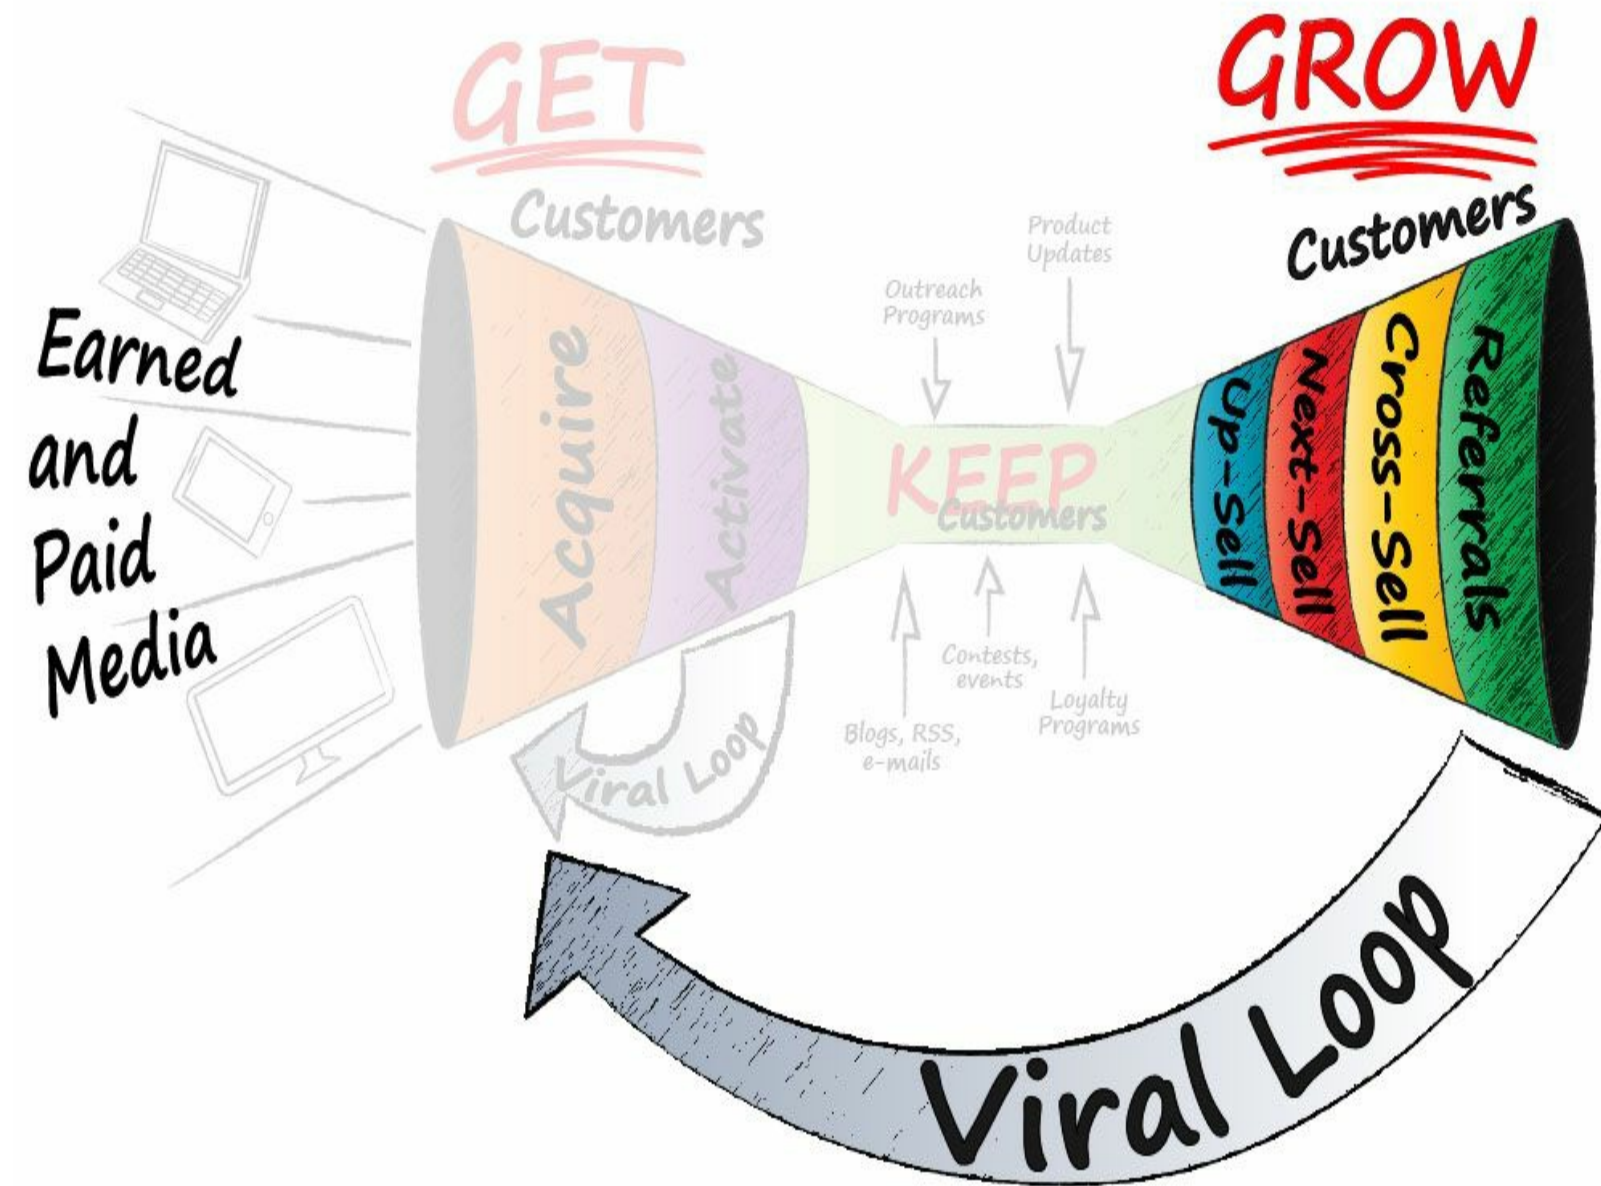 GET
Customers
GROW
Customers
Earned
and
Paid
Media
Acquire
Activate
Viral Loop
Outreach
Programs
Product
Updates
KEEP
Customers
Blogs, RSS,
e-mails
Contests,
events
Loyalty
Programs
Up-Sell
Next-Sell
Cross-Sell
Referrals
Viral Loop